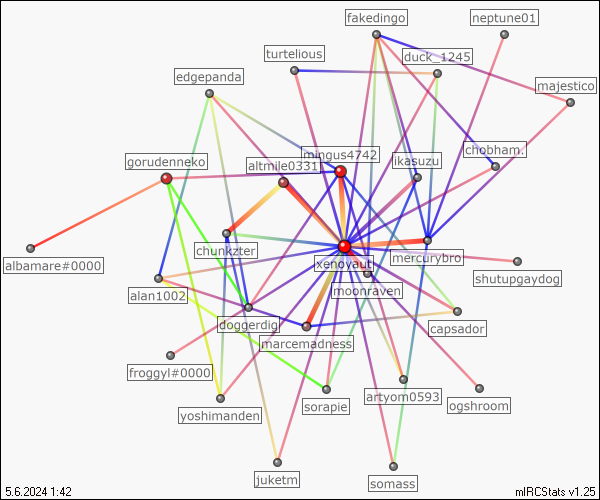 fakedingo
neptune01
turtelious
duck_1245
edgepanda
majestico
mingus4742
chobham.
gorudenneko
altmile0331
ikasuzu
chunkzter
xenoyaut
mercurybro
albamare#0000
shutupgaydog
alan1002
moonraven
doggerdig
capsador
marcemadness
froggyl#0000
artyom0593
ogshroom
yoshimanden
sorapie
juketm
somass
5.6.2024 1:42
mIRCStats v1.25